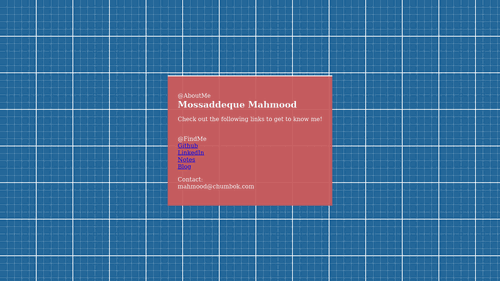 @AboutMe
Mossaddeque Mahmood
Check out the following links to get to know me!
@FindMe
Github
LinkedIn
Notes
Blog
Contact:
mahmood@chumbok.com